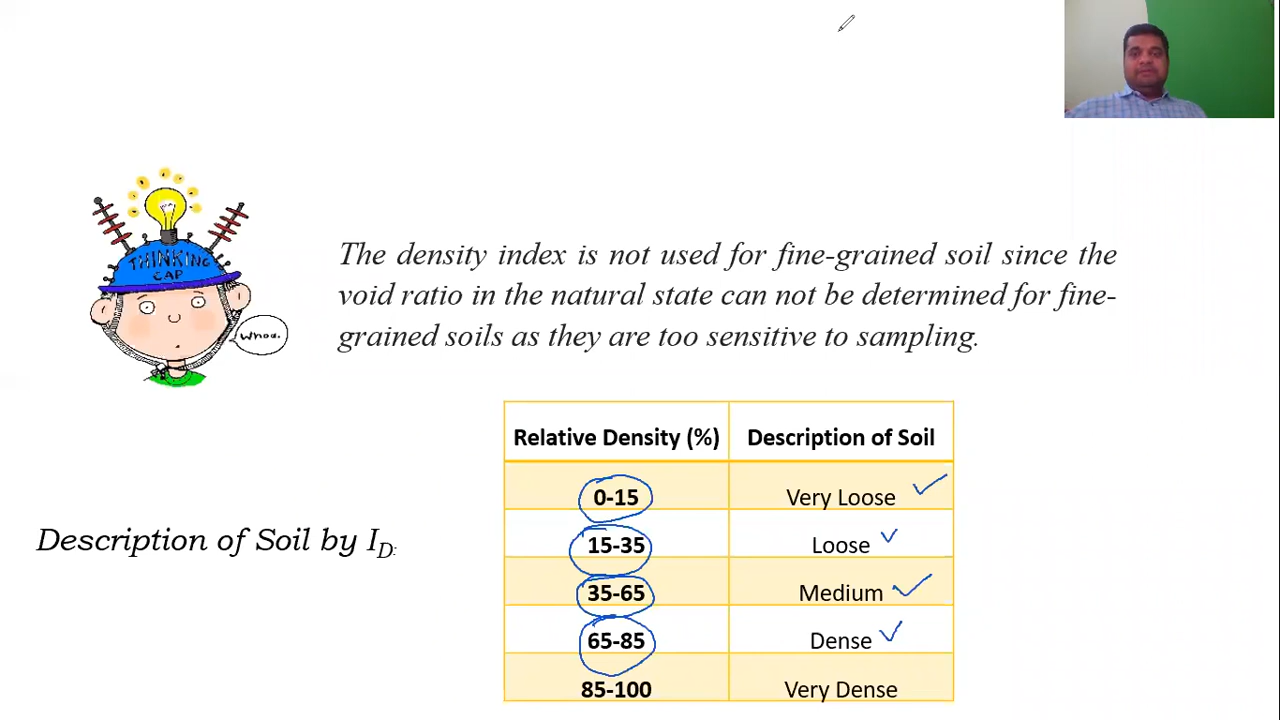 THINKING
CAP
Whoa.
The density index is not used for fine-grained soil since the
void ratio in the natural state can not be determined for fine-
grained soils as they are too sensitive to sampling.
Description of Soil by I_D:
Relative Density (%) Description of Soil
0-15 Very Loose
15-35 Loose
35-65 Medium
65-85 Dense
85-100 Very Dense